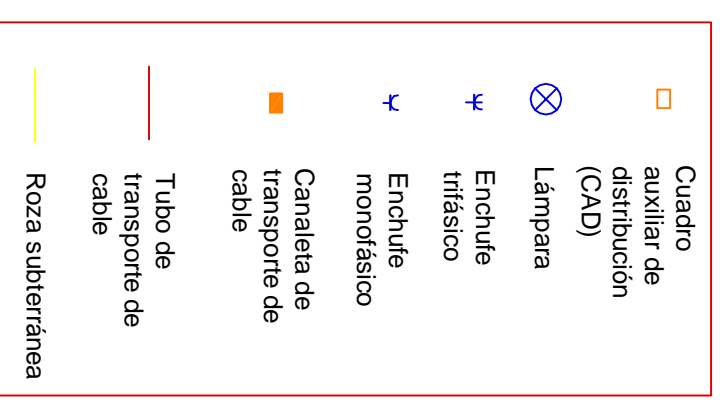 Cuadro
auxiliar de
distribución
(CAD)
Lámpara
Enchufe
trifásico
Enchufe
monofásico
Canaleta de
transporte de
cable
Tubo de
transporte de
cable
Roza subterránea